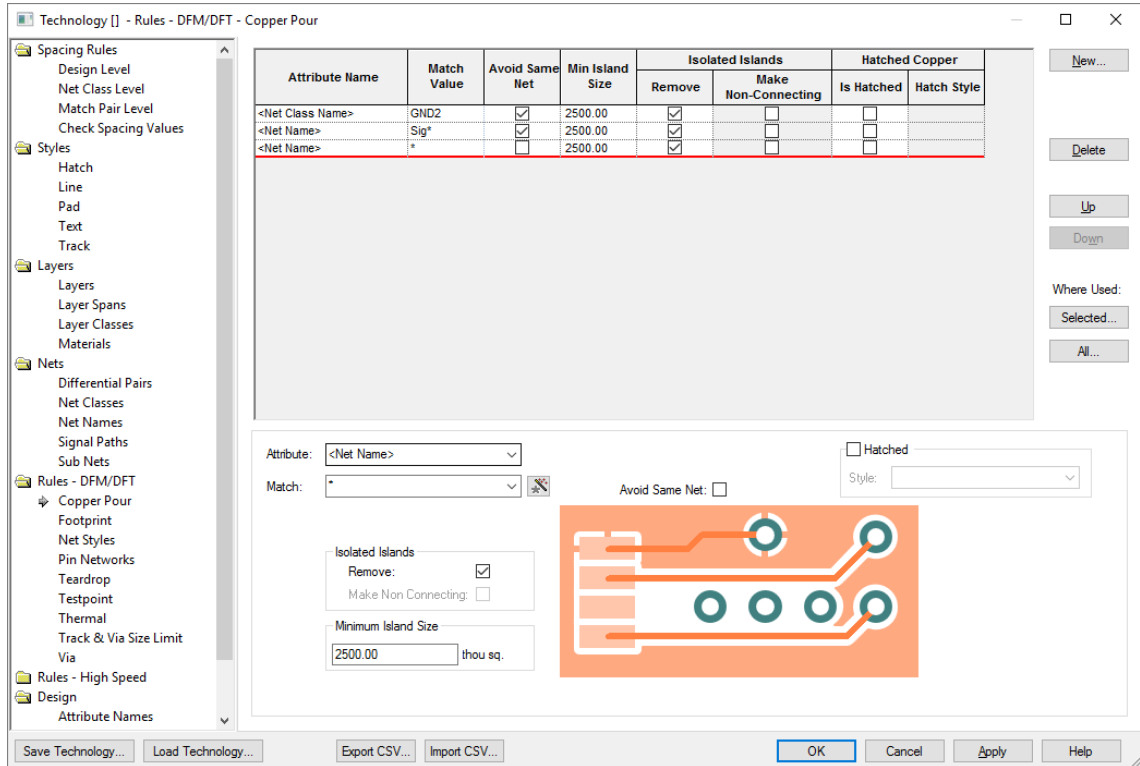 Technology [] - Rules - DFM/DFT - Copper Pour
Spacing Rules
Design Level
Net Class Level
Match Pair Level
Check Spacing Values
Styles
Hatch
Line
Pad
Text
Track
Layers
Layers
Layer Spans
Layer Classes
Materials
Nets
Differential Pairs
Net Classes
Net Names
Signal Paths
Sub Nets
Rules - DFM/DFT
Copper Pour
Footprint
Net Styles
Pin Networks
Teardrop
Testpoint
Thermal
Track & Via Size Limit
Via
Rules - High Speed
Design
Attribute Names
Attribute Name Match Value Avoid Same Net Min Island Size Isolated Islands Hatched Copper
Remove Make Non-Connecting Is Hatched Hatch Style
<Net Class Name> GND2 2500.00
<Net Name> Sig* 2500.00
<Net Name> * 2500.00
New...
Delete
Up
Down
Where Used:
Selected...
All...
Attribute: <Net Name>
Match: *
Avoid Same Net:
Hatched
Style:
Isolated Islands
Remove:
Make Non Connecting:
Minimum Island Size
2500.00 thou sq.
Save Technology... Load Technology... Export CSV... Import CSV... OK Cancel Apply Help